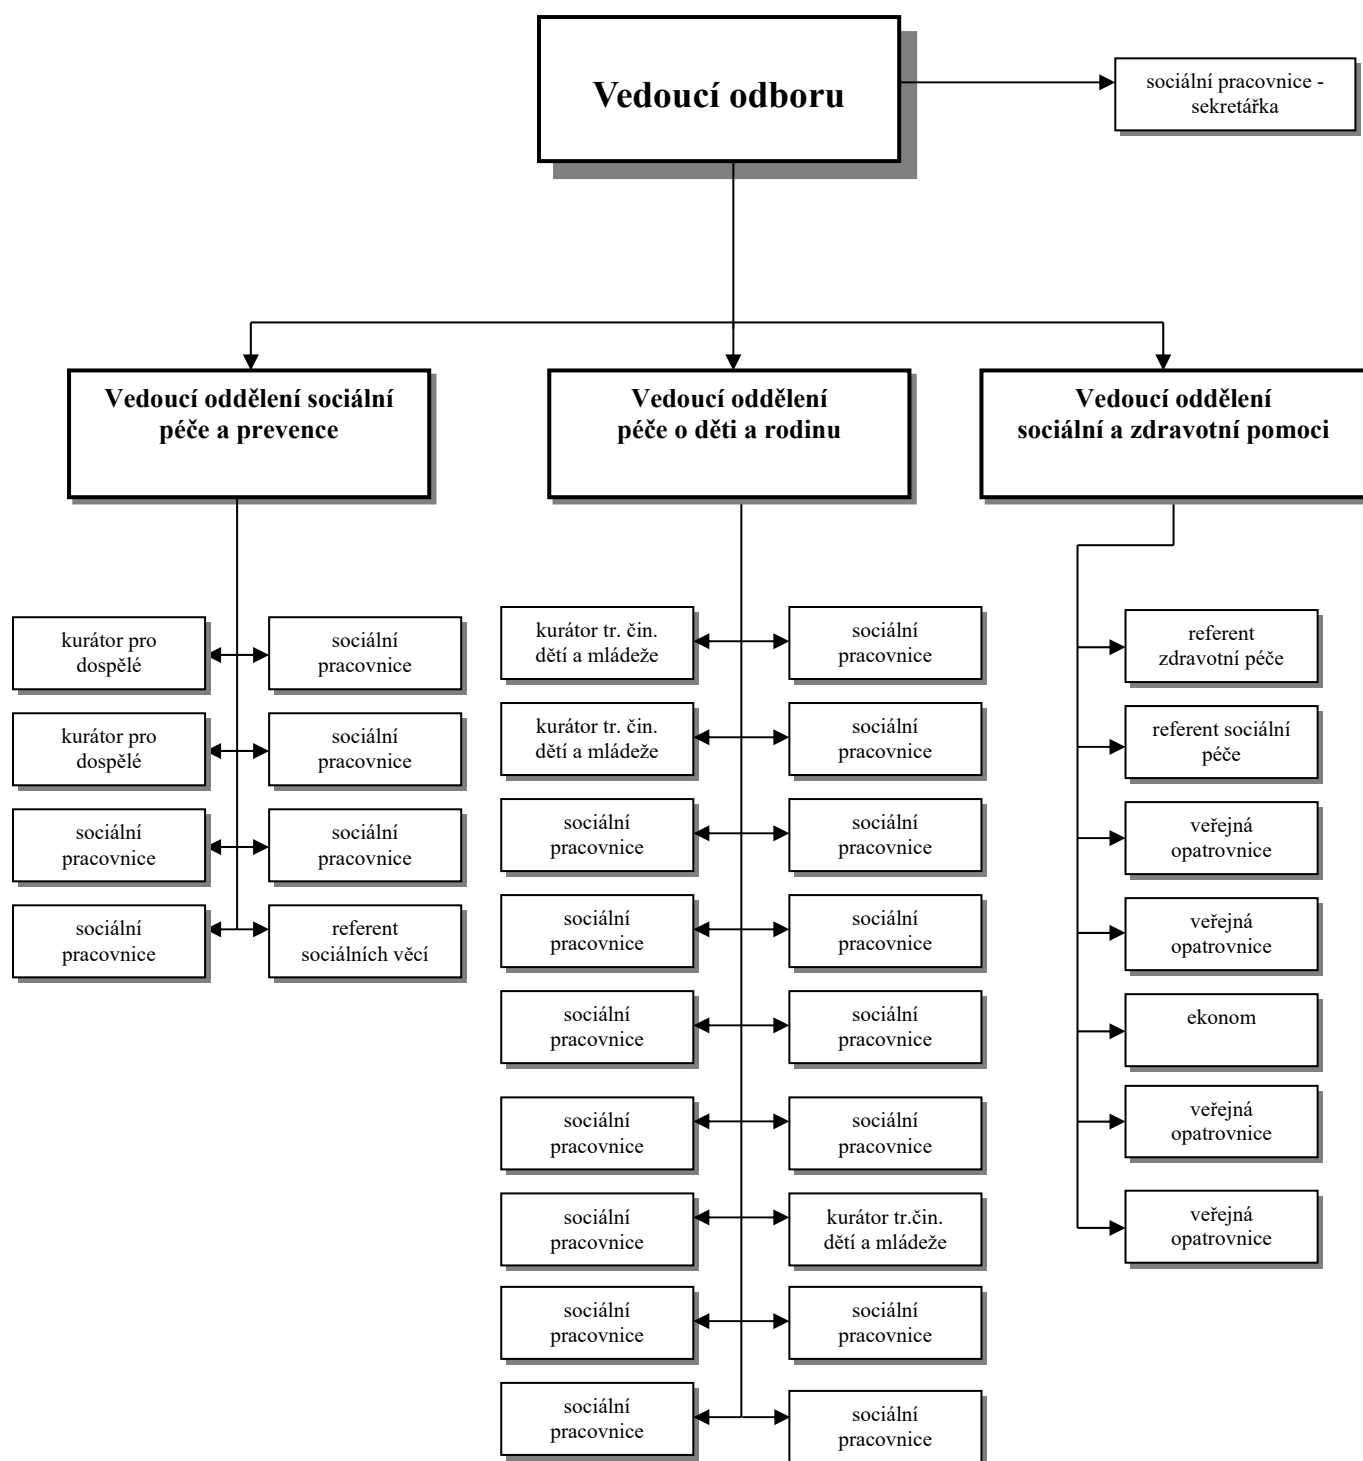 Vedoucí odboru
sociální pracovnice -
sekretářka
Vedoucí oddělení sociální
péče a prevence
Vedoucí oddělení
péče o děti a rodinu
Vedoucí oddělení
sociální a zdravotní pomoci
kurátor pro
dospělé
sociální
pracovnice
kurátor pro
dospělé
sociální
pracovnice
sociální
pracovnice
sociální
pracovnice
sociální
pracovnice
referent
sociálních věcí
kurátor tr. čin.
dětí a mládeže
sociální
pracovnice
kurátor tr. čin.
dětí a mládeže
sociální
pracovnice
sociální
pracovnice
sociální
pracovnice
sociální
pracovnice
sociální
pracovnice
sociální
pracovnice
sociální
pracovnice
sociální
pracovnice
sociální
pracovnice
sociální
pracovnice
kurátor tr.čin.
dětí a mládeže
sociální
pracovnice
sociální
pracovnice
sociální
pracovnice
sociální
pracovnice
referent
zdravotní péče
referent sociální
péče
veřejná
opatrovnice
veřejná
opatrovnice
ekonom
veřejná
opatrovnice
veřejná
opatrovnice